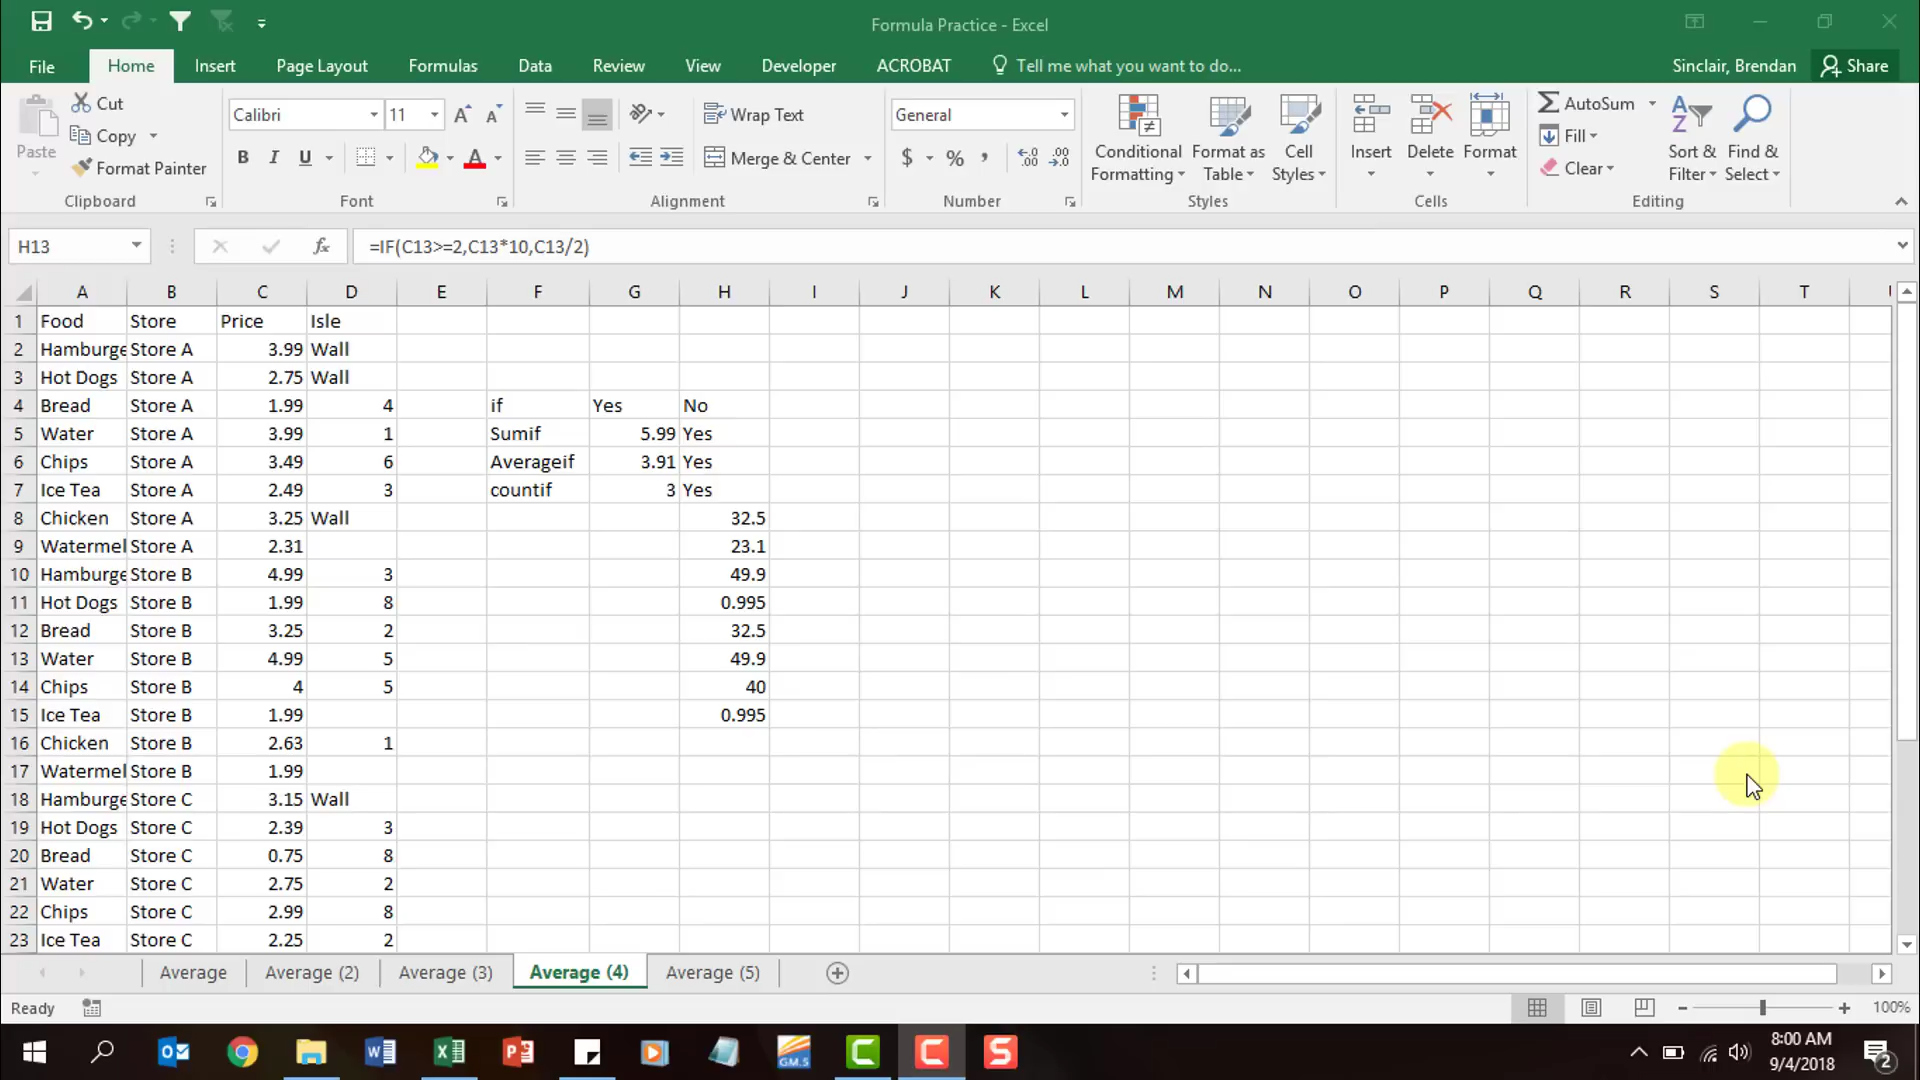 Formula Practice - Excel
File Home Insert Page Layout Formulas Data Review View Developer ACROBAT Tell me what you want to do... Sinclair, Brendan Share
Paste Cut Copy Format Painter
Clipboard
Calibri 11
B I U A
Font
Wrap Text
Merge & Center
Alignment
General
$ % ,
Number
Conditional Formatting Format as Table Cell Styles
Styles
Insert Delete Format
Cells
AutoSum Fill Clear Sort & Filter Find & Select
Editing
H13 fx =IF(C13>=2,C13*10,C13/2)
A B C D E F G H I J K L M N O P Q R S T
1 Food Store Price Isle
2 Hamburge Store A 3.99 Wall
3 Hot Dogs Store A 2.75 Wall
4 Bread Store A 1.99 4 if Yes No
5 Water Store A 3.99 1 Sumif 5.99 Yes
6 Chips Store A 3.49 6 Averageif 3.91 Yes
7 Ice Tea Store A 2.49 3 countif 3 Yes
8 Chicken Store A 3.25 Wall 32.5
9 Watermel Store A 2.31 23.1
10 Hamburge Store B 4.99 3 49.9
11 Hot Dogs Store B 1.99 8 0.995
12 Bread Store B 3.25 2 32.5
13 Water Store B 4.99 5 49.9
14 Chips Store B 4 5 40
15 Ice Tea Store B 1.99 0.995
16 Chicken Store B 2.63 1
17 Watermel Store B 1.99
18 Hamburge Store C 3.15 Wall
19 Hot Dogs Store C 2.39 3
20 Bread Store C 0.75 8
21 Water Store C 2.75 2
22 Chips Store C 2.99 8
23 Ice Tea Store C 2.25 2
Average Average (2) Average (3) Average (4) Average (5)
Ready 100%
GM.S 8:00 AM
9/4/2018 2